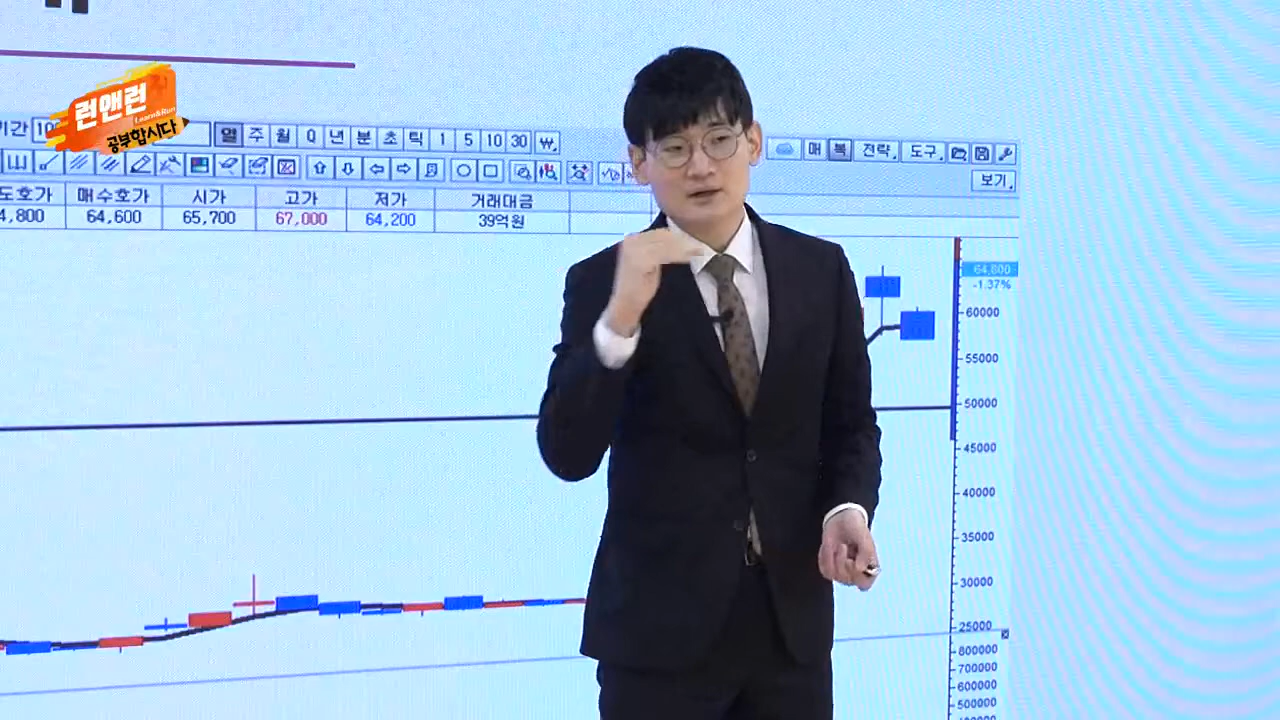 런앤런
Learn&Run
공부합시다
기간
일 주 월 Q 년 분 초 틱 1 5 10 30 ₩
매 복 전략 도구
보기
도호가 매수호가 시가 고가 저가 거래대금
4,800 64,600 65,700 67,000 64,200 39억원
64,800
-1.37%
60000
55000
50000
45000
40000
35000
30000
25000
800000
700000
600000
500000